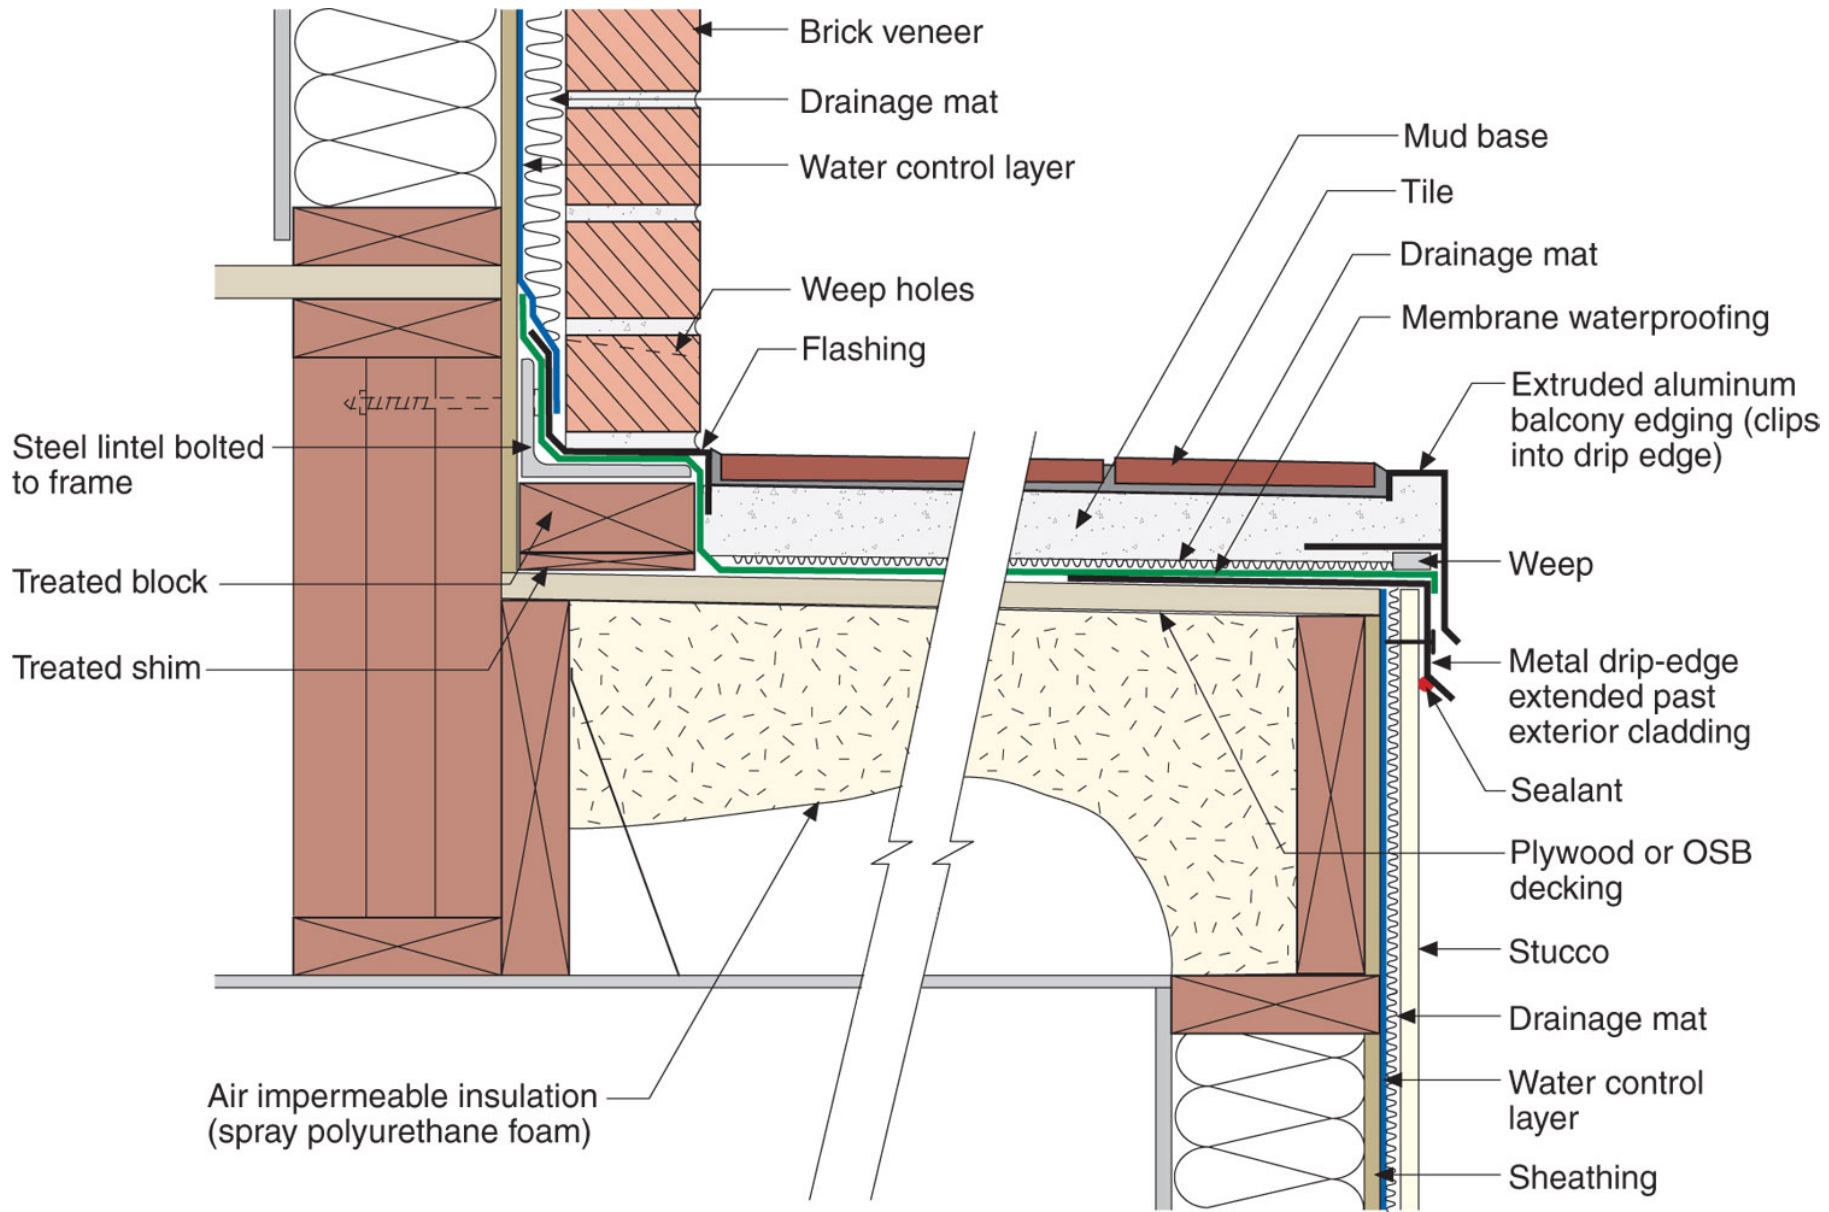 Brick veneer
Drainage mat
Water control layer
Weep holes
Flashing
Mud base
Tile
Drainage mat
Membrane waterproofing
Extruded aluminum
balcony edging (clips
into drip edge)
Steel lintel bolted
to frame
Weep
Treated block
Treated shim
Metal drip-edge
extended past
exterior cladding
Sealant
Plywood or OSB
decking
Stucco
Drainage mat
Air impermeable insulation
(spray polyurethane foam)
Water control
layer
Sheathing